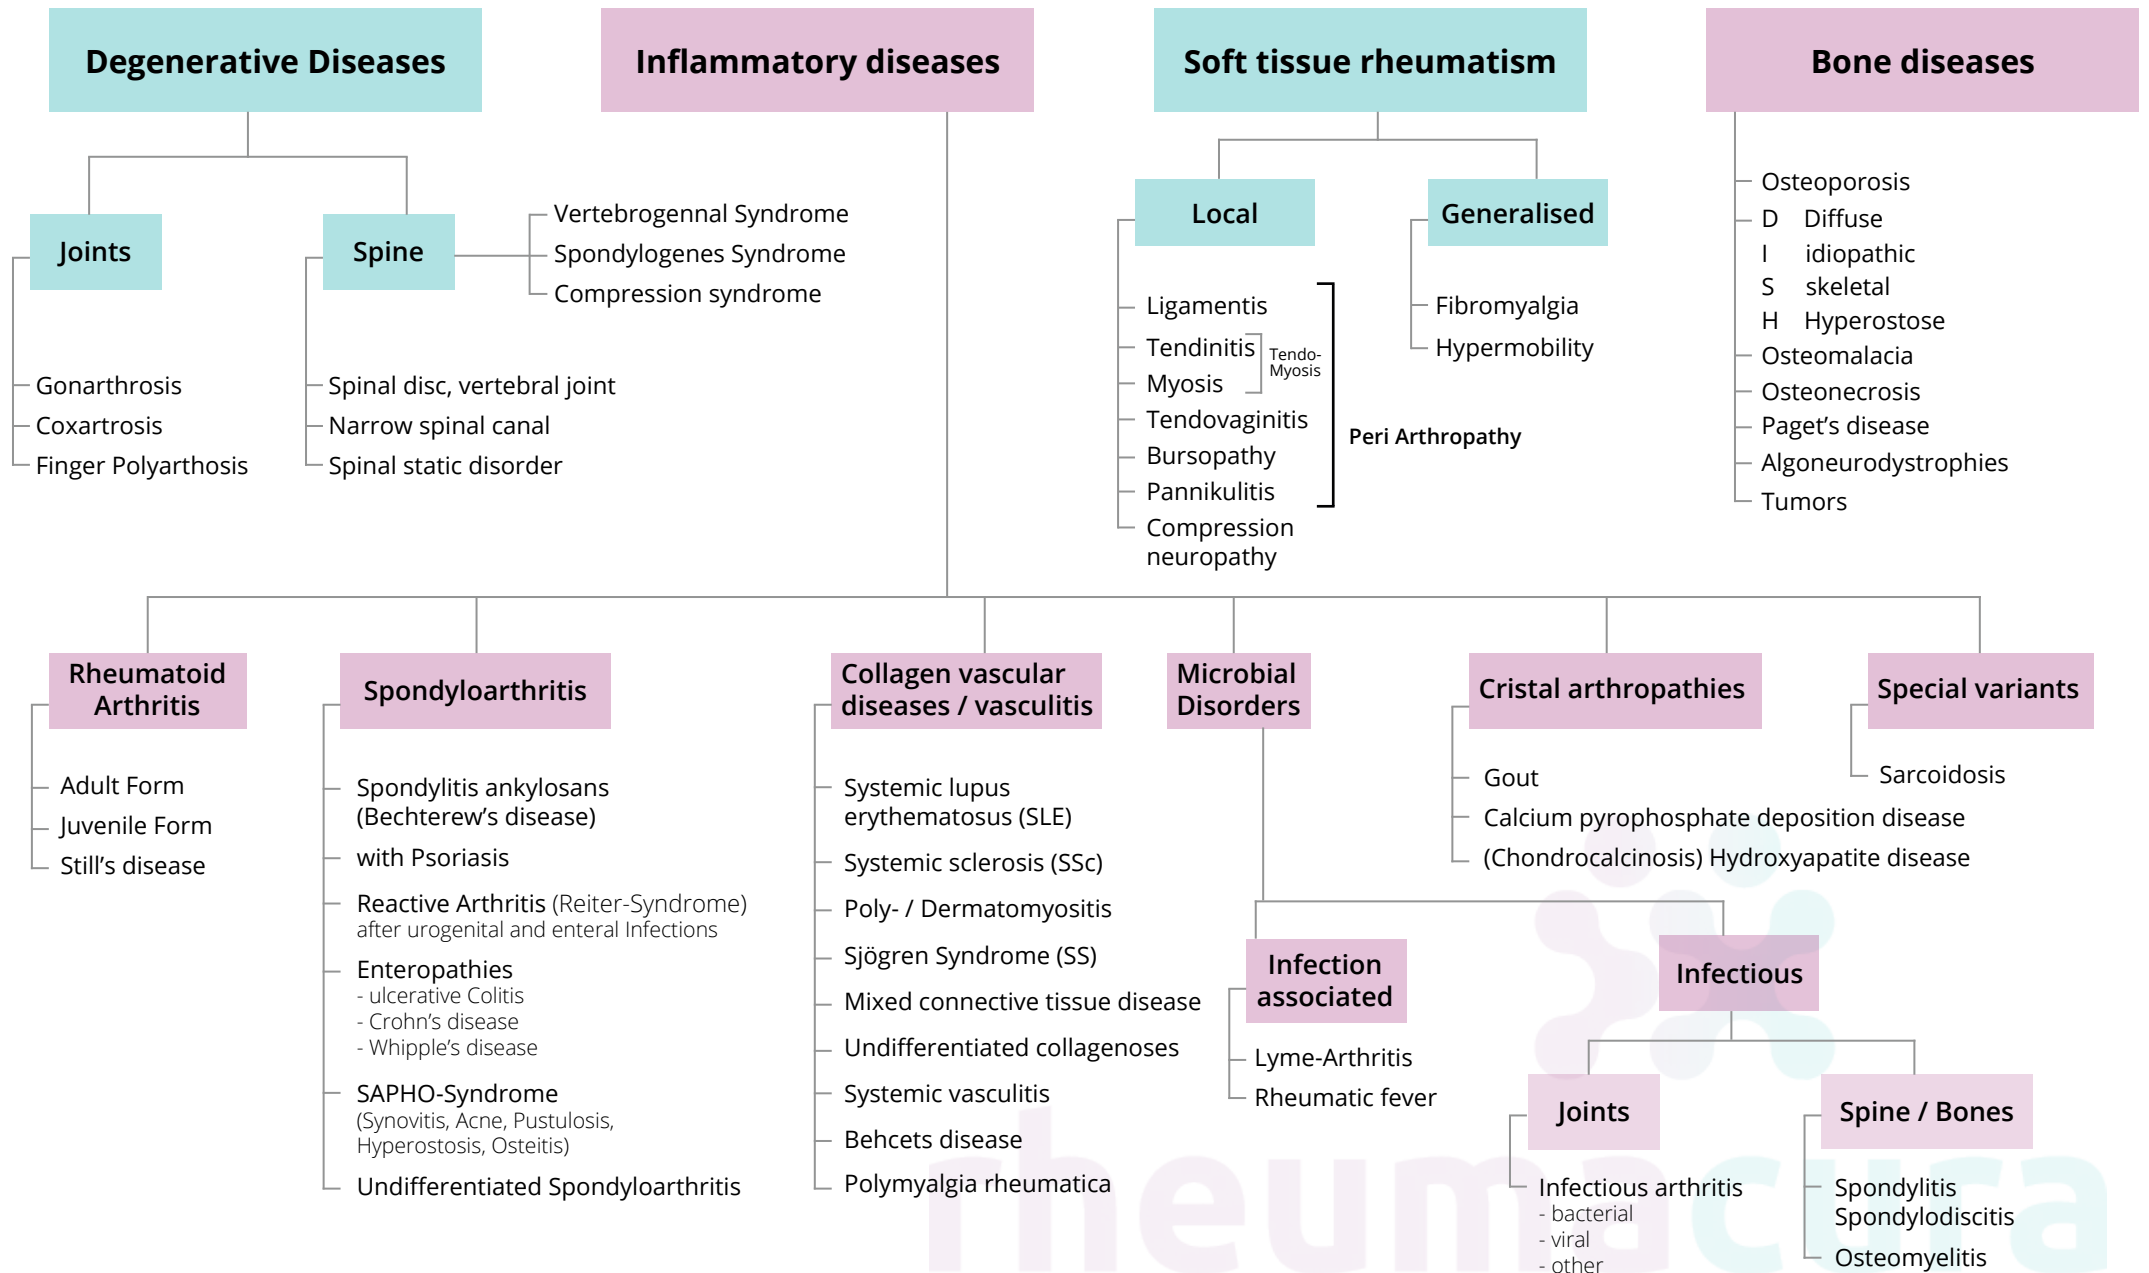 Degenerative Diseases
Inflammatory diseases
Soft tissue rheumatism
Bone diseases
Joints
Spine
Vertebrogennal Syndrome
Spondylogenes Syndrome
Compression syndrome
Gonarthrosis
Coxartrosis
Finger Polyarthosis
Spinal disc, vertebral joint
Narrow spinal canal
Spinal static disorder
Local
Generalised
Ligamentis
Tendinitis
Myosis
Tendo-
Myosis
Tendovaginitis
Bursopathy
Pannikulitis
Compression
neuropathy
Peri Arthropathy
Fibromyalgia
Hypermobility
Osteoporosis
D Diffuse
I idiopathic
S skeletal
H Hyperostose
Osteomalacia
Osteonecrosis
Paget’s disease
Algoneurodystrophies
Tumors
Rheumatoid
Arthritis
Adult Form
Juvenile Form
Still’s disease
Spondyloarthritis
Spondylitis ankylosans
(Bechterew’s disease)
with Psoriasis
Reactive Arthritis (Reiter-Syndrome)
after urogenital and enteral Infections
Enteropathies
- ulcerative Colitis
- Crohn’s disease
- Whipple’s disease
SAPHO-Syndrome
(Synovitis, Acne, Pustulosis,
Hyperostosis, Osteitis)
Undifferentiated Spondyloarthritis
Collagen vascular
diseases / vasculitis
Systemic lupus
erythematosus (SLE)
Systemic sclerosis (SSc)
Poly- / Dermatomyositis
Sjögren Syndrome (SS)
Mixed connective tissue disease
Undifferentiated collagenoses
Systemic vasculitis
Behcets disease
Polymyalgia rheumatica
Microbial
Disorders
Infection
associated
Lyme-Arthritis
Rheumatic fever
Infectious
Joints
Infectious arthritis
- bacterial
- viral
- other
Spine / Bones
Spondylitis
Spondylodiscitis
Osteomyelitis
Cristal arthropathies
Gout
Calcium pyrophosphate deposition disease
(Chondrocalcinosis) Hydroxyapatite disease
Special variants
Sarcoidosis
rheumacura